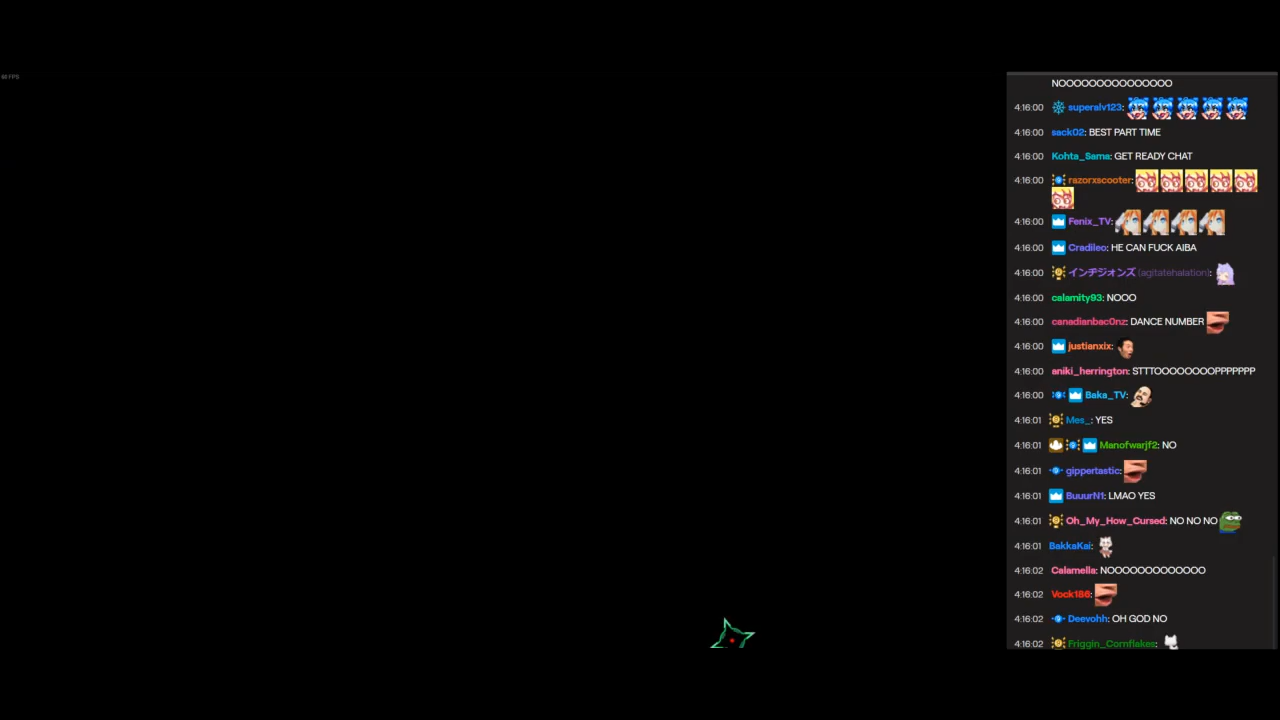 60 FPS
NOOOOOOOOOOOOOOO
4:16:00 superalv123:
4:16:00 sack02: BEST PART TIME
4:16:00 Kohta_Sama: GET READY CHAT
4:16:00 razorxscooter:
4:16:00 Fenix_TV:
4:16:00 Cradileo: HE CAN FUCK AIBA
4:16:00 インヂジオンズ (agitatehalation):
4:16:00 calamity93: NOOO
4:16:00 canadianbac0nz: DANCE NUMBER
4:16:00 justianxix:
4:16:00 aniki_herrington: STTTOOOOOOOOPPPPPPP
4:16:00 Baka_TV:
4:16:01 Mes_: YES
4:16:01 Manofwarjf2: NO
4:16:01 gippertastic:
4:16:01 BuuurN1: LMAO YES
4:16:01 Oh_My_How_Cursed: NO NO NO
4:16:01 BakkaKai:
4:16:02 Calamella: NOOOOOOOOOOOOO
4:16:02 Vock186:
4:16:02 Deevohh: OH GOD NO
4:16:02 Friggin_Cornflakes: